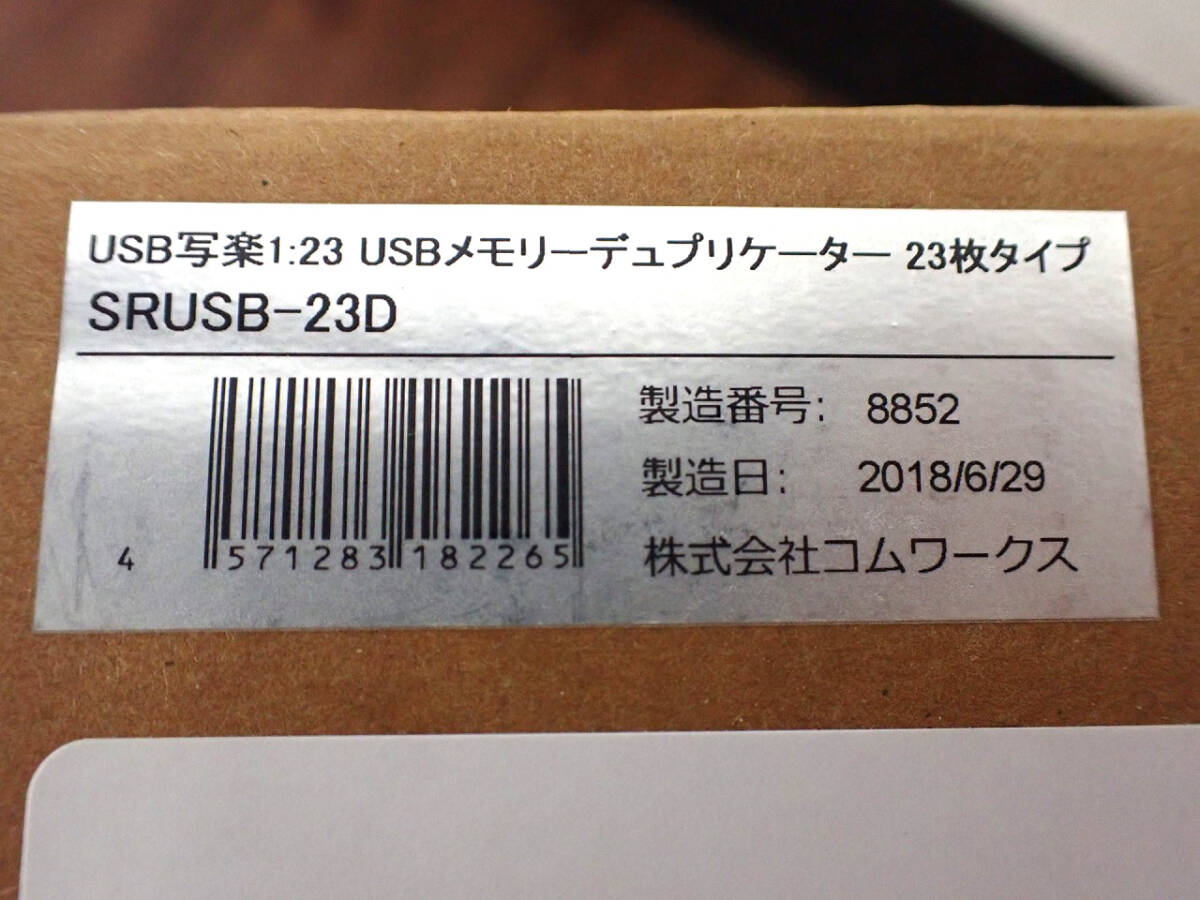 USB写楽1:23 USBメモリーデュプリケーター 23枚タイプ
SRUSB-23D
製造番号: 8852
製造日: 2018/6/29
株式会社コムワークス
4 571283 182265